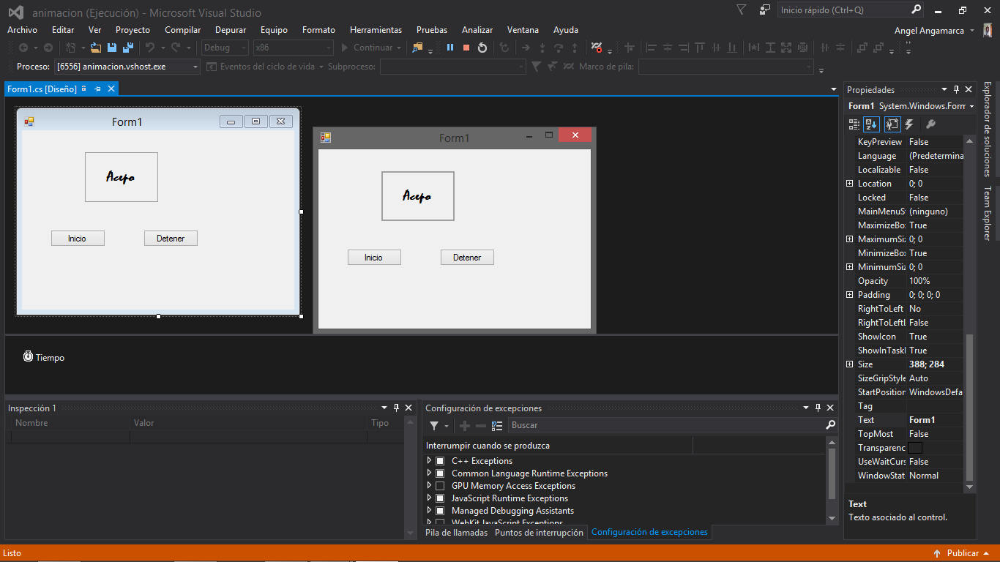 animacion (Ejecución) - Microsoft Visual Studio
Inicio rápido (Ctrl+Q)
Archivo Editar Ver Proyecto Compilar Depurar Equipo Formato Herramientas Pruebas Analizar Ventana Ayuda
Angel Angamarca
Debug x86 Continuar
Proceso: [6556] animacion.vshost.exe Eventos del ciclo de vida Subproceso: Marco de pila:
Form1.cs [Diseño]
Form1
Acepo
Inicio Detener
Form1
Acepo
Inicio Detener
Tiempo
Inspección 1
Nombre Valor Tipo
Configuración de excepciones
Buscar
Interrumpir cuando se produzca
C++ Exceptions
Common Language Runtime Exceptions
GPU Memory Access Exceptions
JavaScript Runtime Exceptions
Managed Debugging Assistants
WebKit JavaScript Exceptions
Pila de llamadas Puntos de interrupción Configuración de excepciones
Propiedades
Form1 System.Windows.Form
KeyPreview False
Language (Predetermina
Localizable False
Location 0; 0
Locked False
MainMenuS (ninguno)
MaximizeBo True
MaximumSi 0; 0
MinimizeBo True
MinimumSiz 0; 0
Opacity 100%
Padding 0; 0; 0; 0
RightToLeft No
RightToLeftL False
ShowIcon True
ShowInTaskl True
Size 388; 284
SizeGripStyle Auto
StartPosition WindowsDefa
Tag
Text Form1
TopMost False
Transparenc
UseWaitCurs False
WindowStat Normal
Text
Texto asociado al control.
Explorador de soluciones
Team Explorer
Listo
Publicar